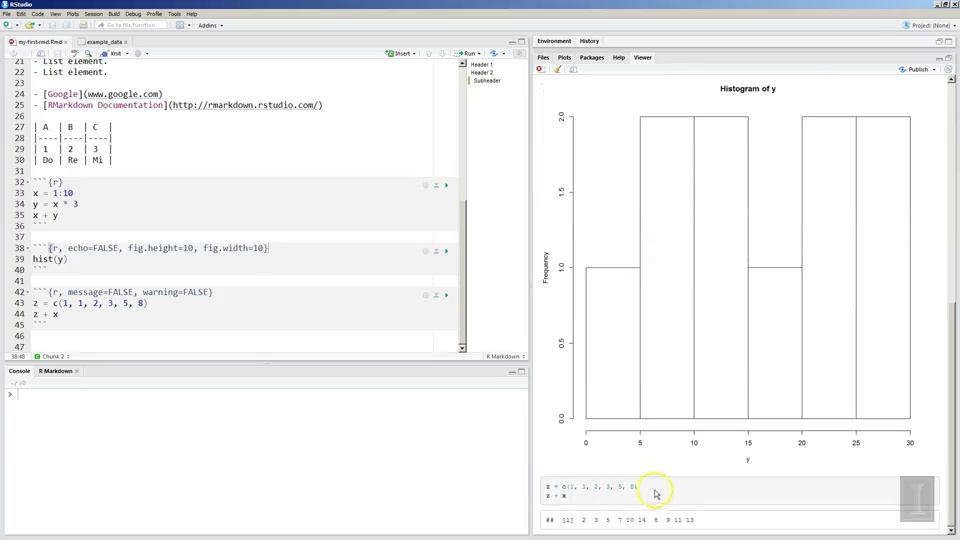 RStudio
File Edit Code View Plots Session Build Debug Profile Tools Help
Go to file/function
Addins
Project: (None)
my-first-rmd.Rmd
example_data
Knit
Insert
Run
21 - List element.
22 - List element.
23
24 - [Google](www.google.com)
25 - [RMarkdown Documentation](http://rmarkdown.rstudio.com/)
26
27 | A | B | C |
28 |----|----|----|
29 | 1 | 2 | 3 |
30 | Do | Re | Mi |
31
32 ```{r}
33 x = 1:10
34 y = x * 3
35 x + y
36 ```
37
38 ```{r, echo=FALSE, fig.height=10, fig.width=10}
39 hist(y)
40 ```
41
42 ```{r, message=FALSE, warning=FALSE}
43 z = c(1, 1, 2, 3, 5, 8)
44 z + x
45 ```
46
47
Header 1
Header 2
Subheader
38:48
Chunk 2
R Markdown
Console
R Markdown
>
Environment
History
Files
Plots
Packages
Help
Viewer
Publish
Histogram of y
Frequency
2.0
1.5
1.0
0.5
0.0
0 5 10 15 20 25 30
y
z = c(1, 1, 2, 3, 5, 8)
z + x
## [1] 2 3 5 7 10 14 8 9 11 13